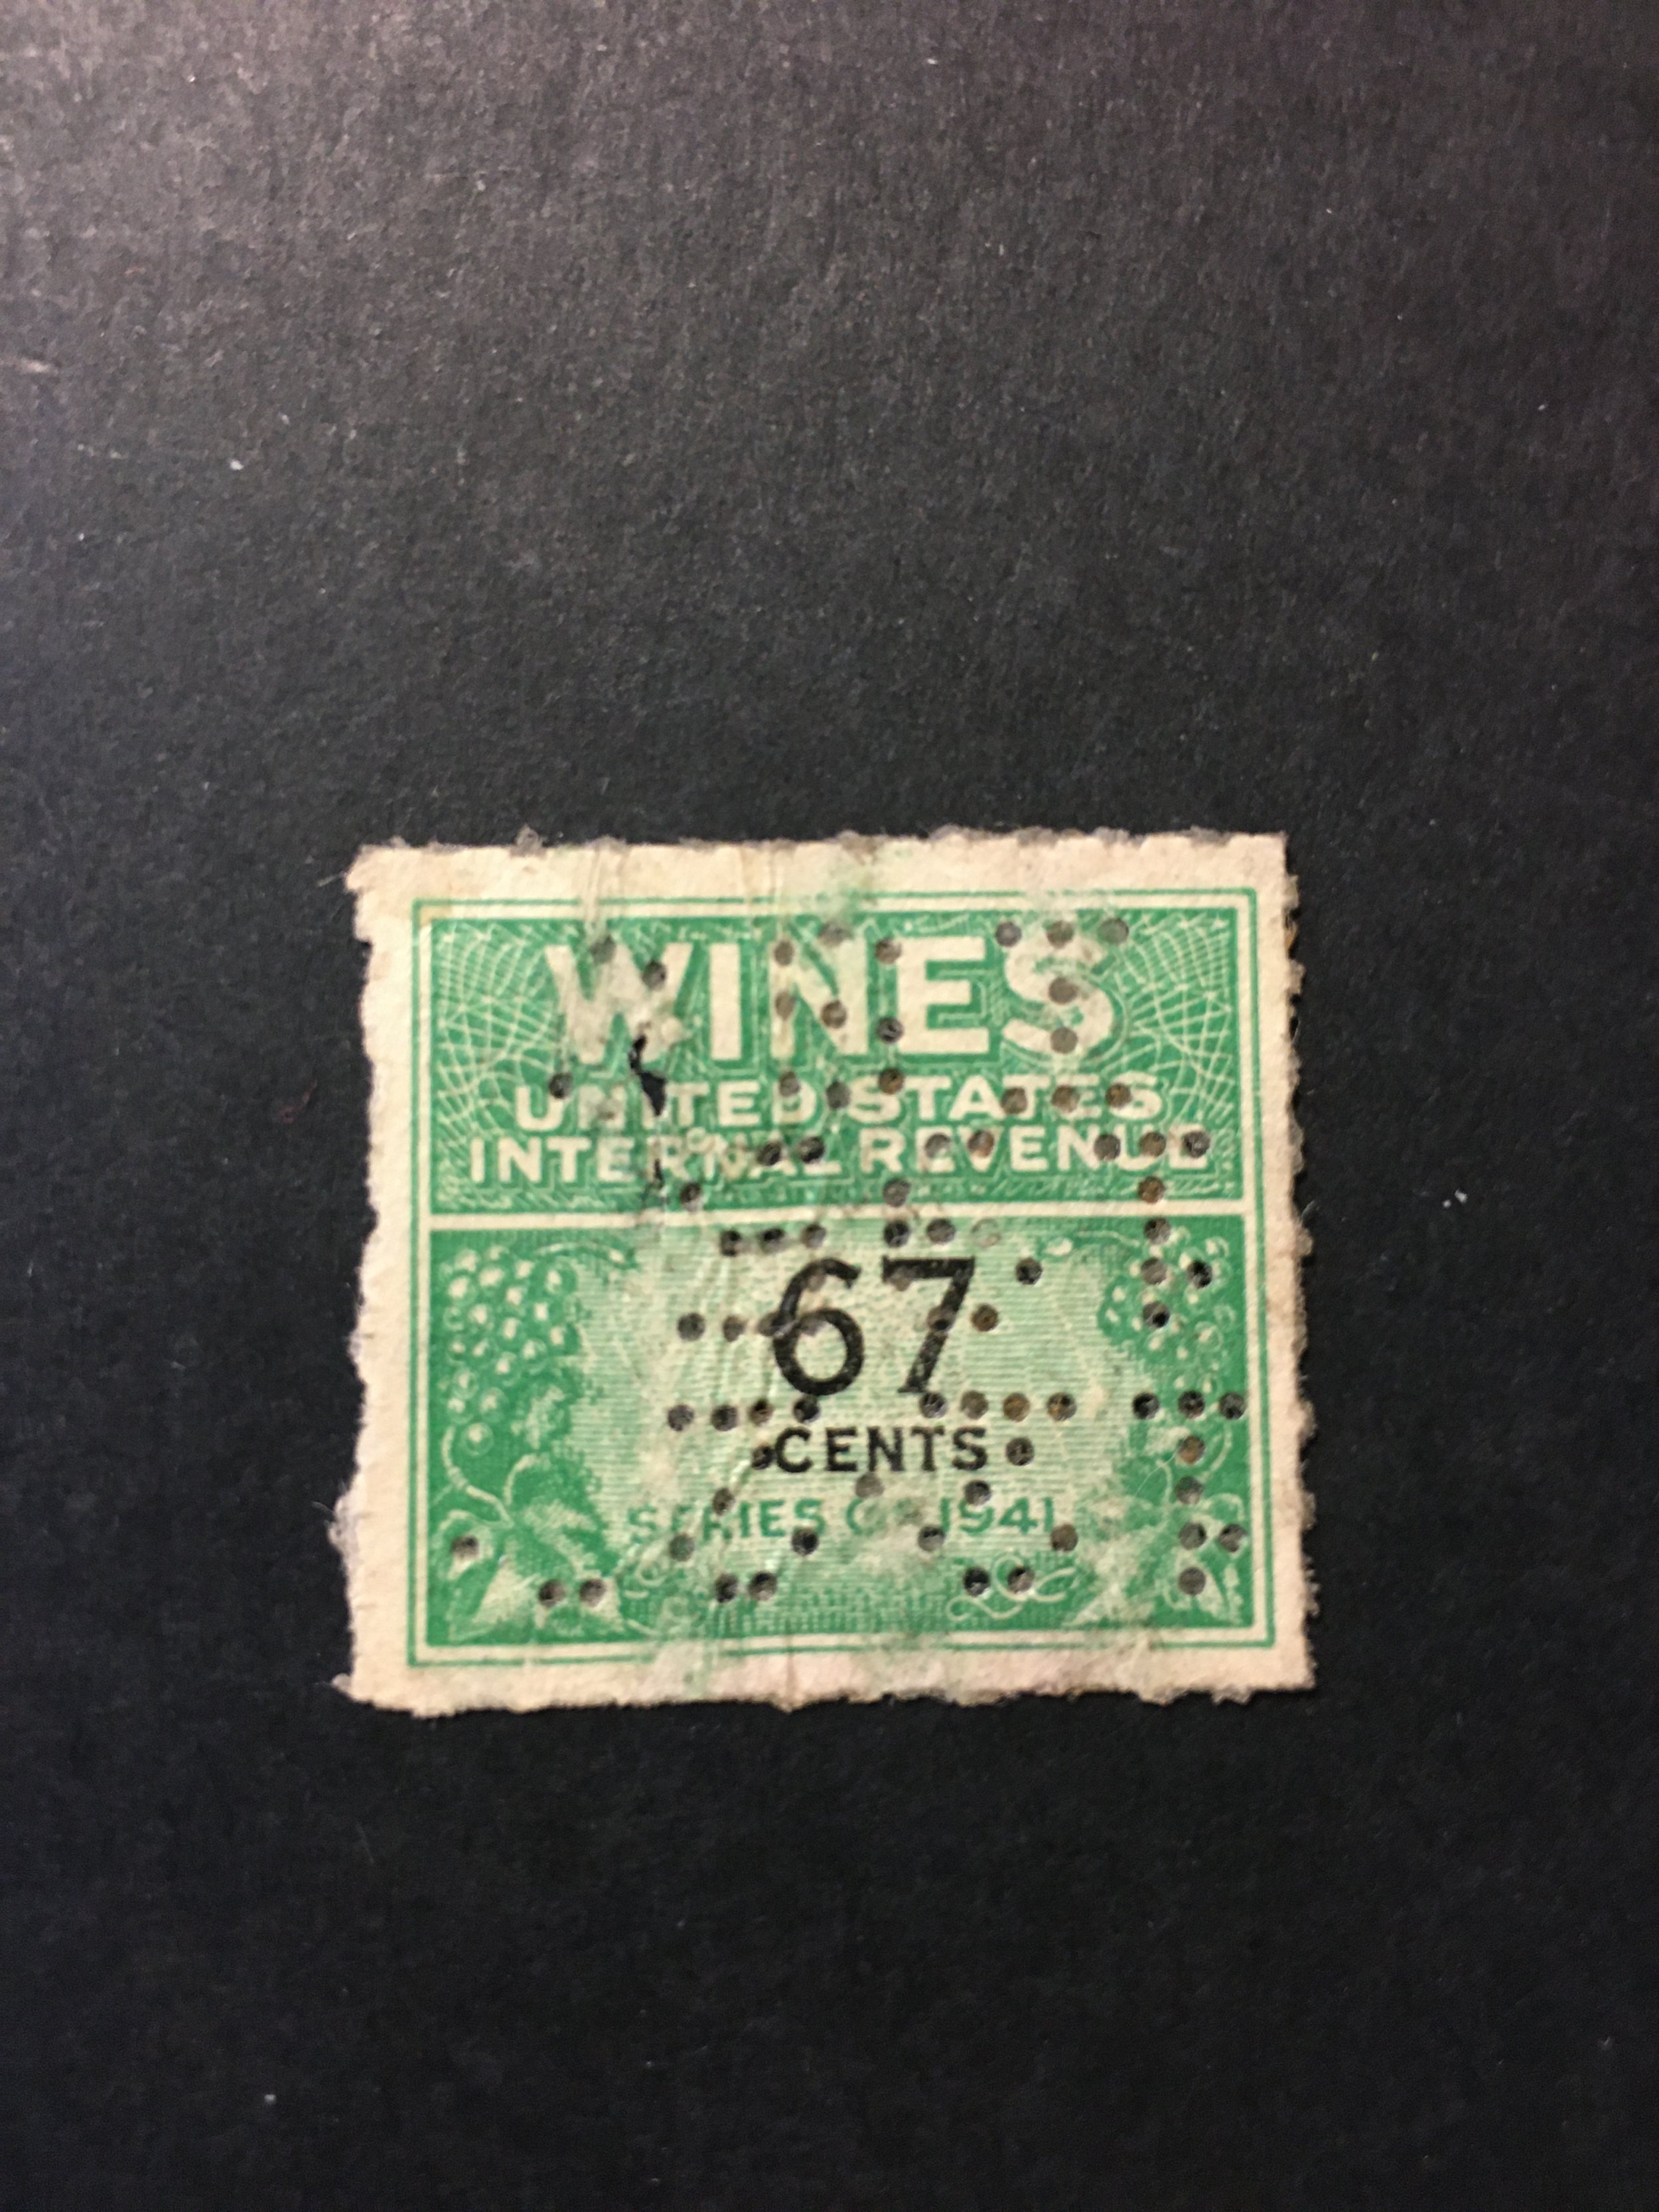 WINES
UNITED STATES
INTERNAL REVENUE
67
CENTS
SERIES OF 1941